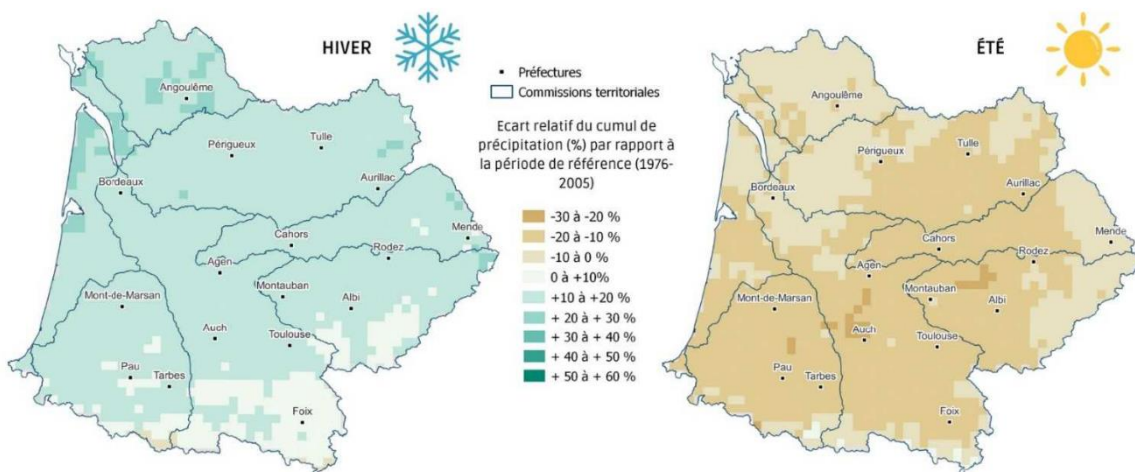 HIVER
Angoulême
Périgueux
Tulle
Bordeaux
Aurillac
Cahors
Mende
Rodez
Agen
Montauban
Mont-de-Marsan
Albi
Auch
Toulouse
Pau
Tarbes
Foix
Préfectures
Commissions territoriales
Ecart relatif du cumul de
précipitation (%) par rapport à
la période de référence (1976-
2005)
-30 à -20 %
-20 à -10 %
-10 à 0 %
0 à +10%
+10 à +20 %
+ 20 à + 30 %
+ 30 à + 40 %
+ 40 à + 50 %
+ 50 à + 60 %
ÉTÉ
Angoulême
Périgueux
Tulle
Bordeaux
Aurillac
Cahors
Mende
Rodez
Agen
Montauban
Mont-de-Marsan
Albi
Auch
Toulouse
Pau
Tarbes
Foix